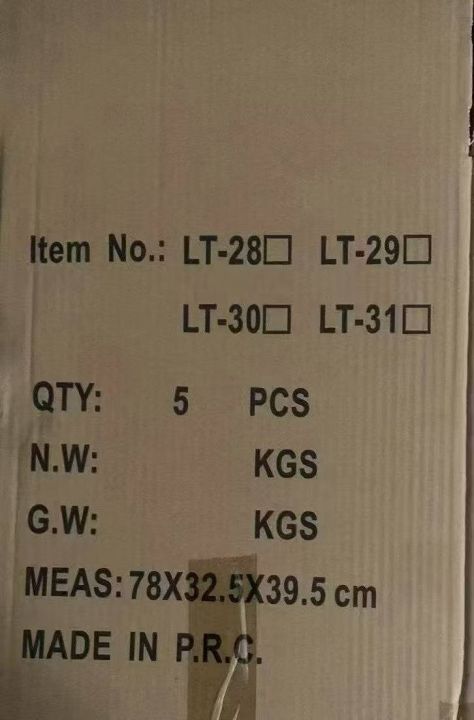 Item No.: LT-28□ LT-29□
LT-30□ LT-31□
QTY: 5 PCS
N.W: KGS
G.W: KGS
MEAS: 78X32.5X39.5 cm
MADE IN P.R.C.